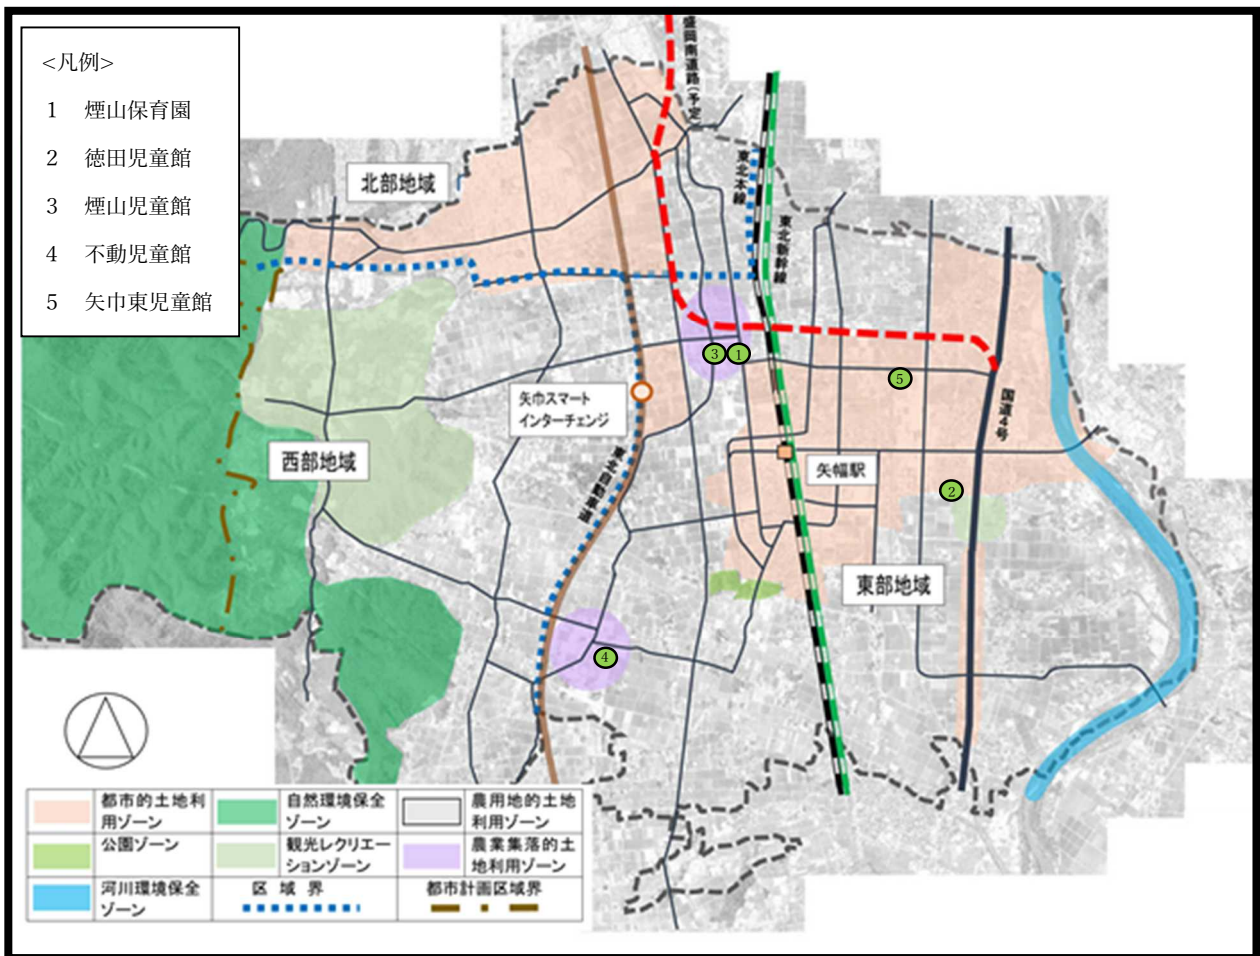 <凡例>
1 煙山保育園
2 徳田児童館
3 煙山児童館
4 不動児童館
5 矢巾東児童館
盛岡南道路(予定)
北部地域
東北本線
東北新幹線
3
1
5
矢巾スマート
インターチェンジ
国道4号
西部地域
東北自動車道
矢幅駅
2
東部地域
4
都市的土地利
用ゾーン
自然環境保全
ゾーン
農用地的土地
利用ゾーン
公園ゾーン
観光レクリエー
ションゾーン
農業集落的土
地利用ゾーン
河川環境保全
ゾーン
区 域 界
都市計画区域界